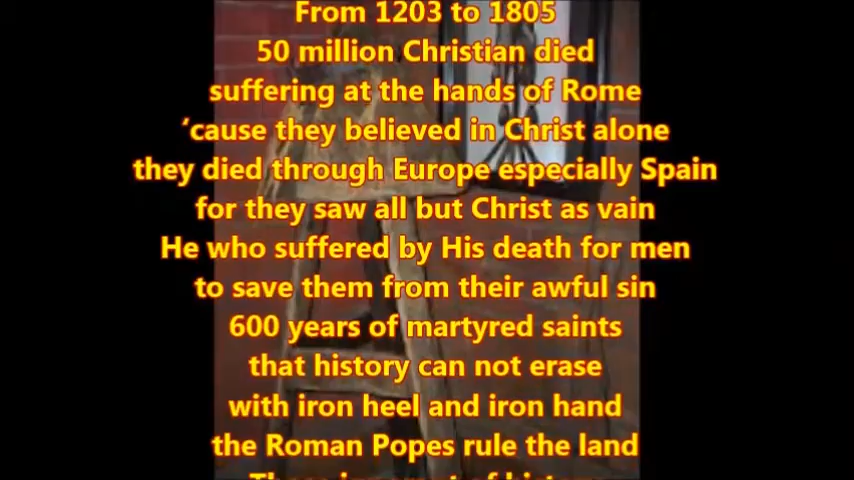 From 1203 to 1805
50 million Christian died
suffering at the hands of Rome
‘cause they believed in Christ alone
they died through Europe especially Spain
for they saw all but Christ as vain
He who suffered by His death for men
to save them from their awful sin
600 years of martyred saints
that history can not erase
with iron heel and iron hand
the Roman Popes rule the land